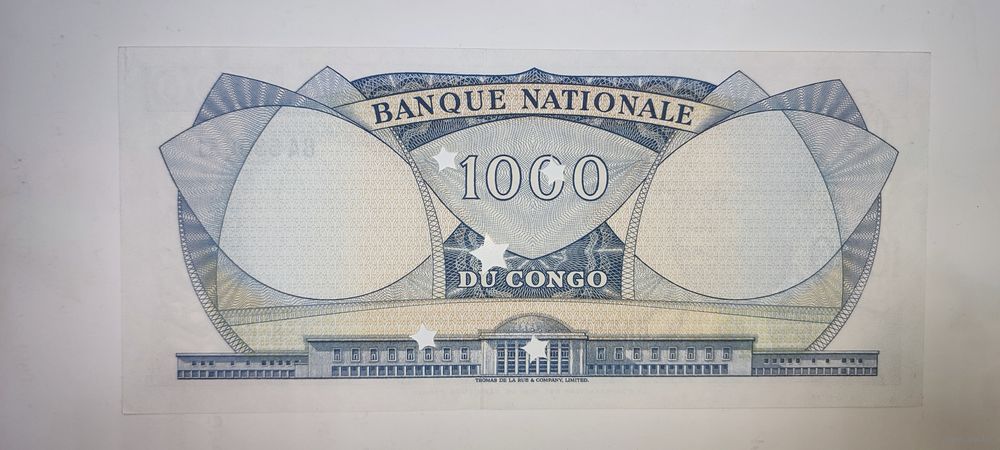 BANQUE NATIONALE
1000
DU CONGO
THOMAS DE LA RUE & COMPANY, LIMITED.